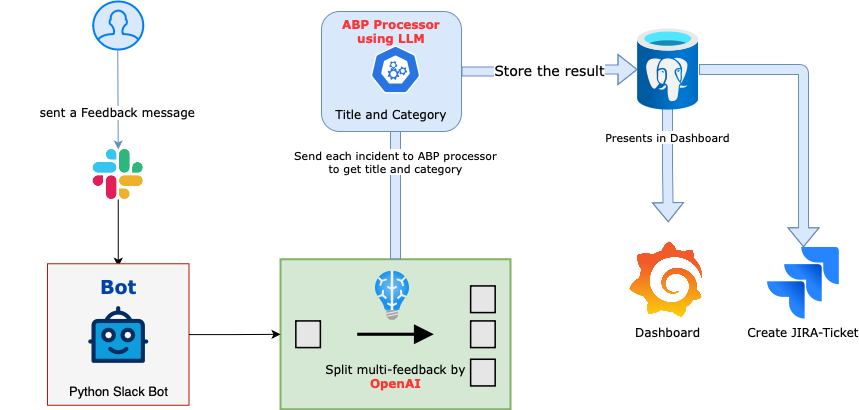 ABP Processor
using LLM
Title and Category
Store the result
sent a Feedback message
Presents in Dashboard
Send each incident to ABP processor
to get title and category
Bot
Python Slack Bot
Split multi-feedback by
OpenAI
Dashboard
Create JIRA-Ticket